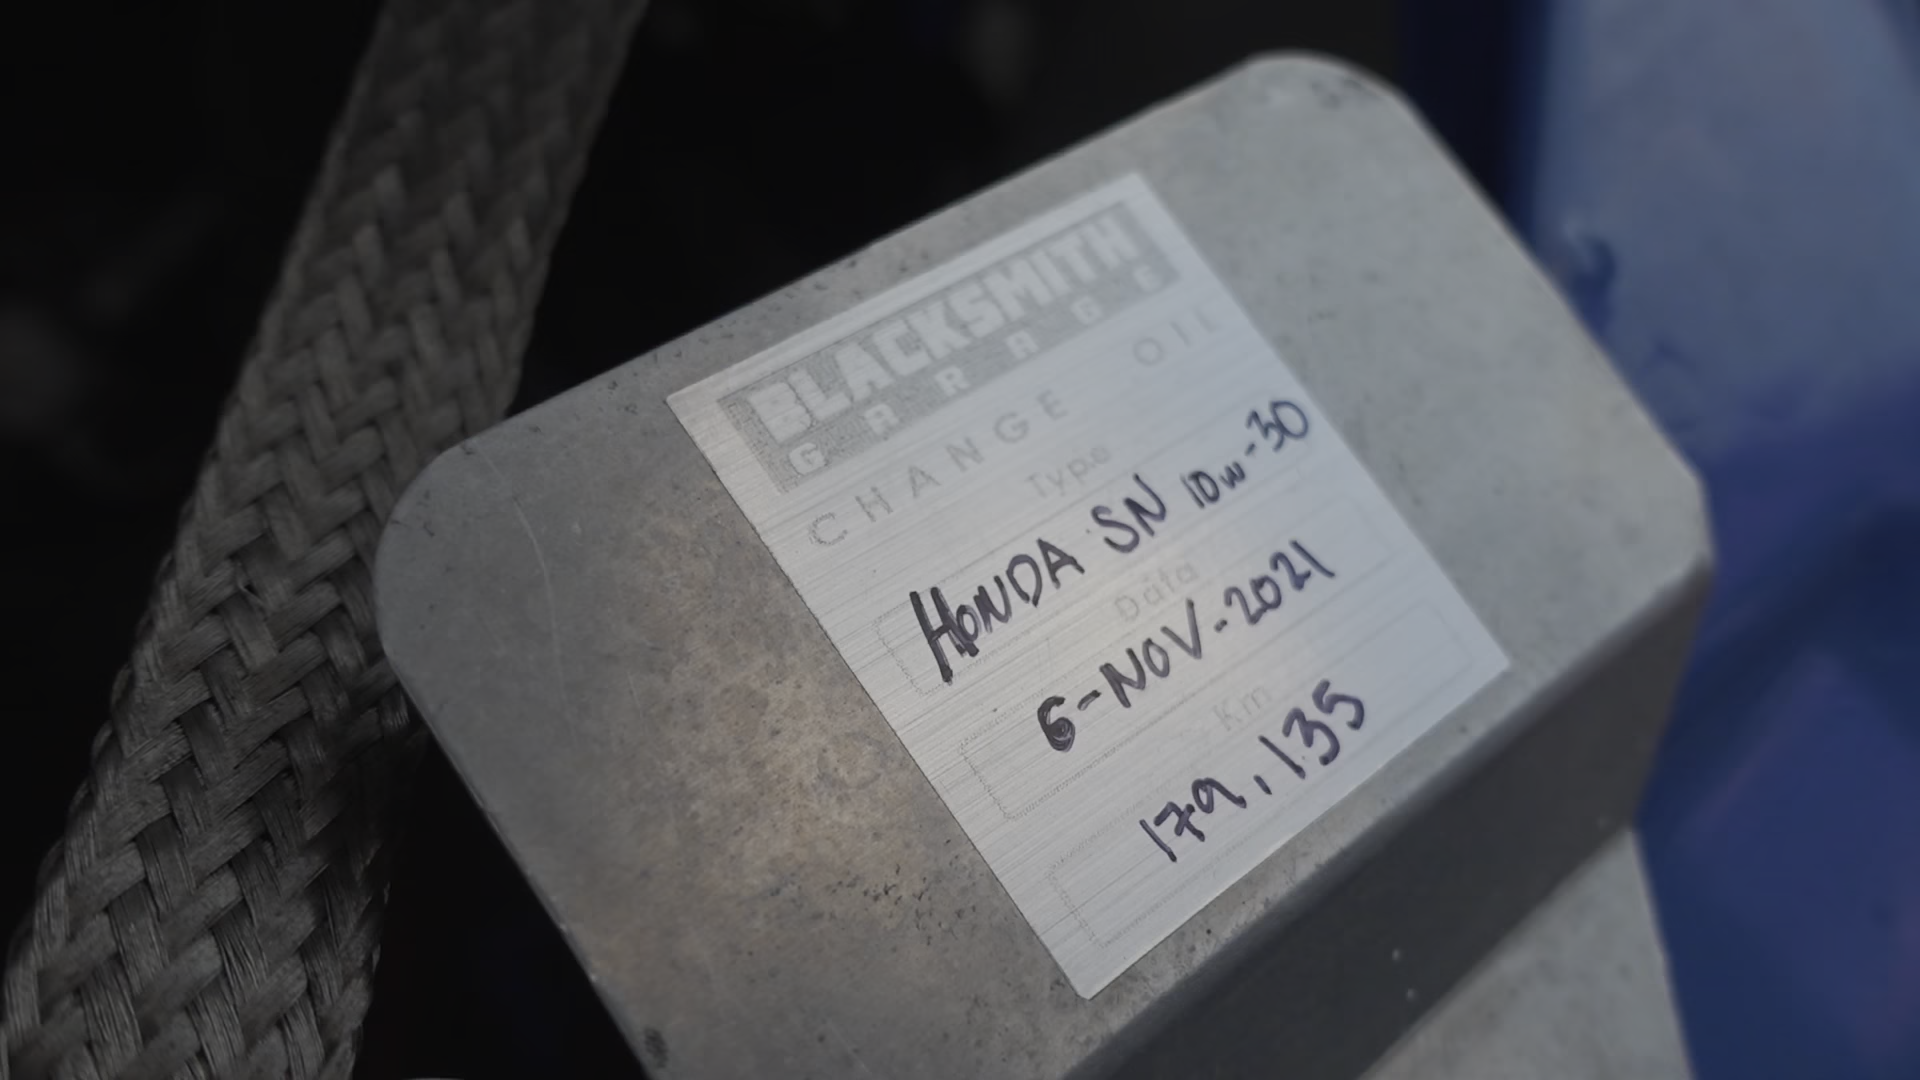 BLACKSMITH
GARAGE
CHANGE OIL
Type
HONDA SN 10W-30
Date
6-NOV-2021
Km
179,135